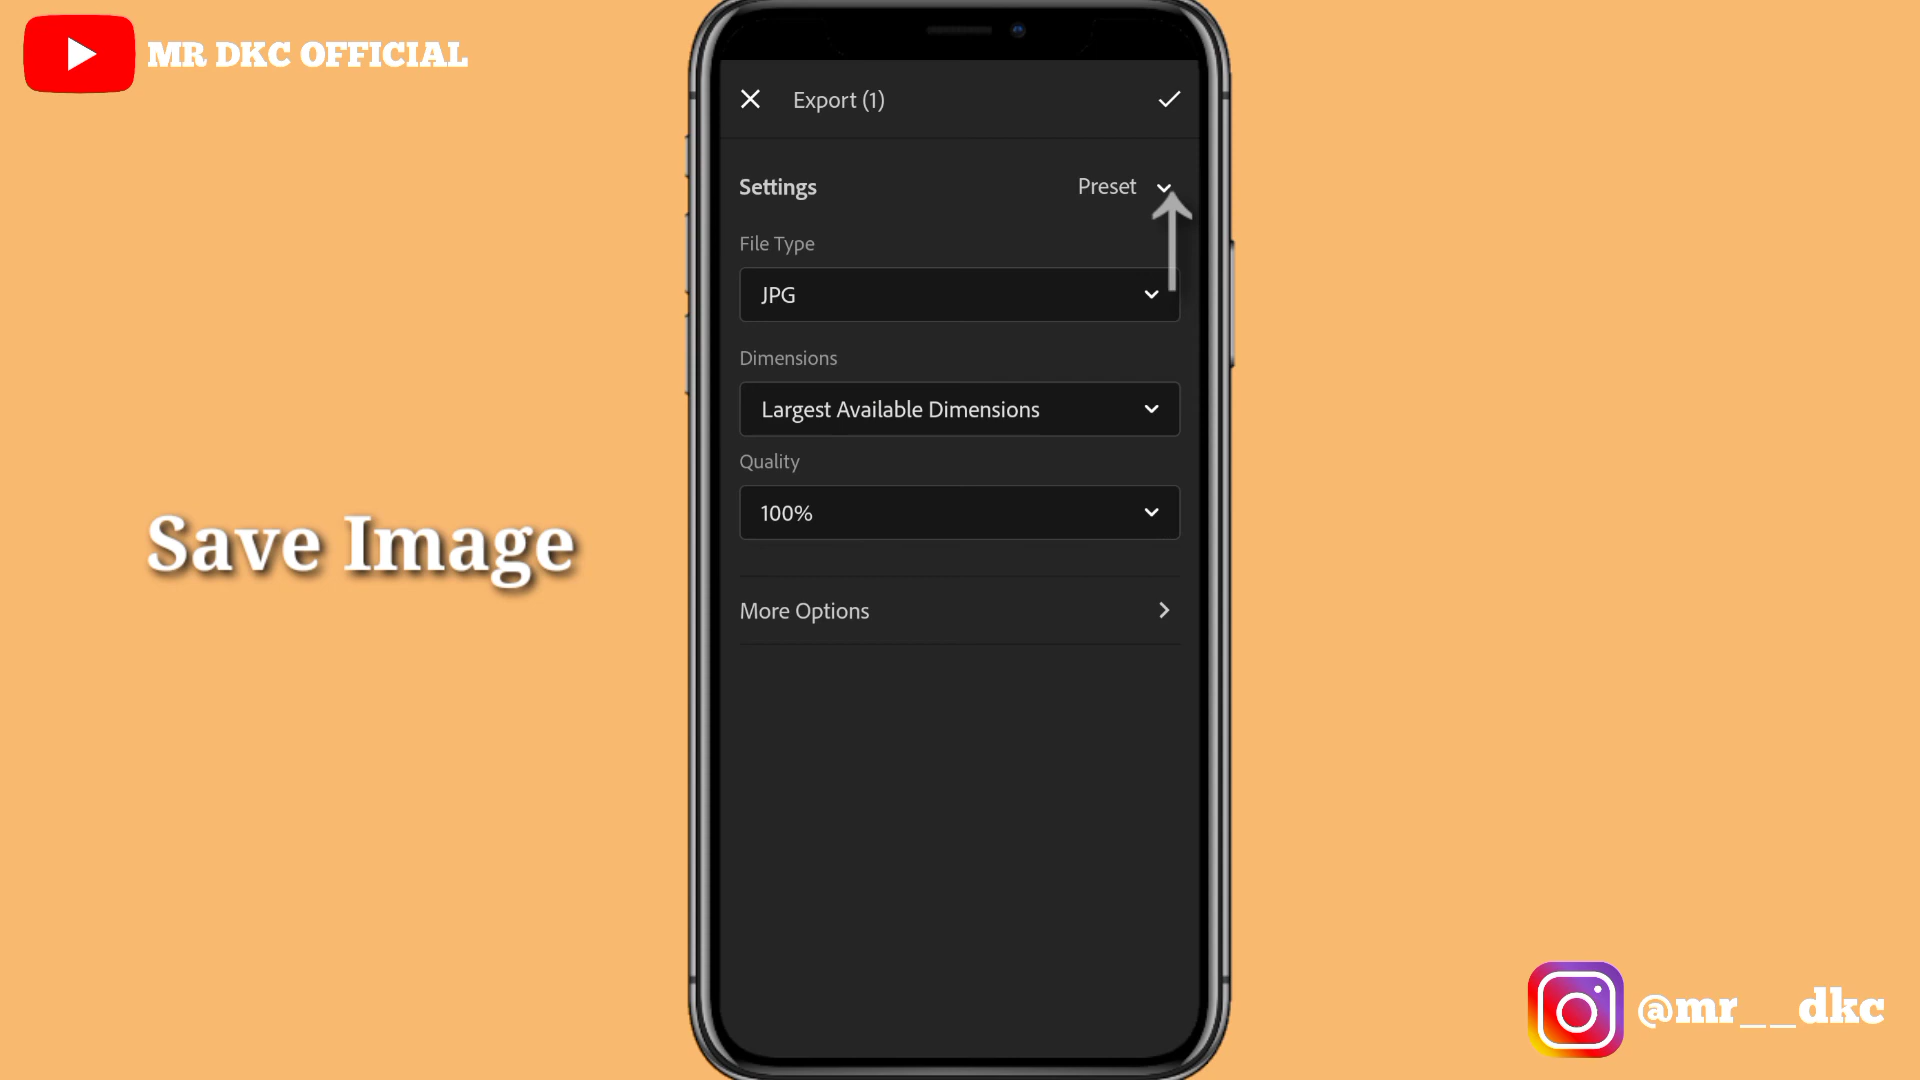 MR DKC OFFICIAL
Export (1)
Settings
Preset
File Type
JPG
Dimensions
Largest Available Dimensions
Quality
100%
Save Image
More Options
@mr__dkc